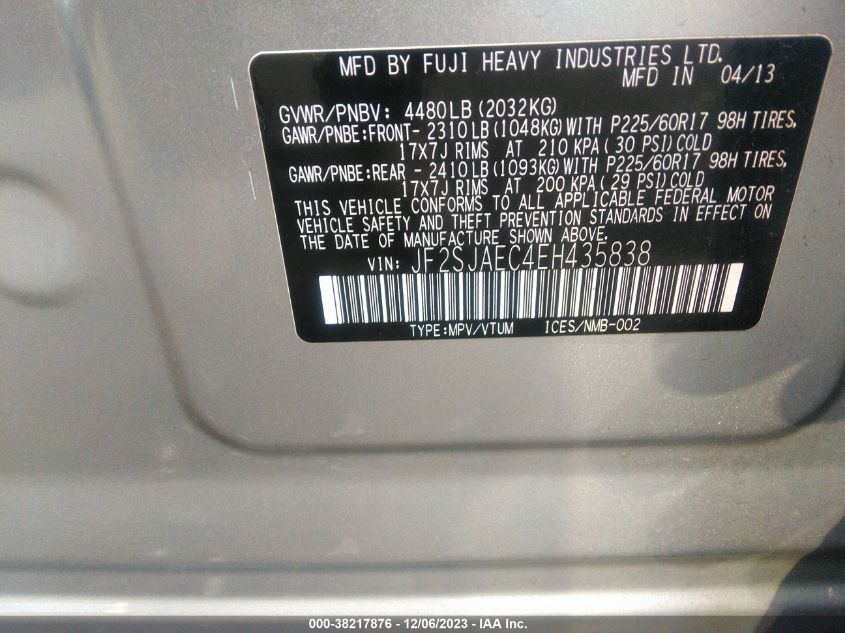 MFD BY FUJI HEAVY INDUSTRIES LTD.
MFD IN 04/13
GVWR/PNBV: 4480LB(2032KG)
GAWR/PNBE:FRONT-2310LB(1048KG)WITH P225/60R17 98H TIRES,
17X7J RIMS AT 210 KPA(30 PSI)COLD
GAWR/PNBE:REAR -2410LB(1093KG)WITH P225/60R17 98H TIRES,
17X7J RIMS AT 200 KPA(29 PSI)COLD
THIS VEHICLE CONFORMS TO ALL APPLICABLE FEDERAL MOTOR
VEHICLE SAFETY AND THEFT PREVENTION STANDARDS IN EFFECT ON
THE DATE OF MANUFACTURE SHOWN ABOVE.
VIN: JF2SJAEC4EH435838
TYPE:MPV/VTUM ICES/NMB-002
000-38217876 - 12/06/2023 - IAA Inc.